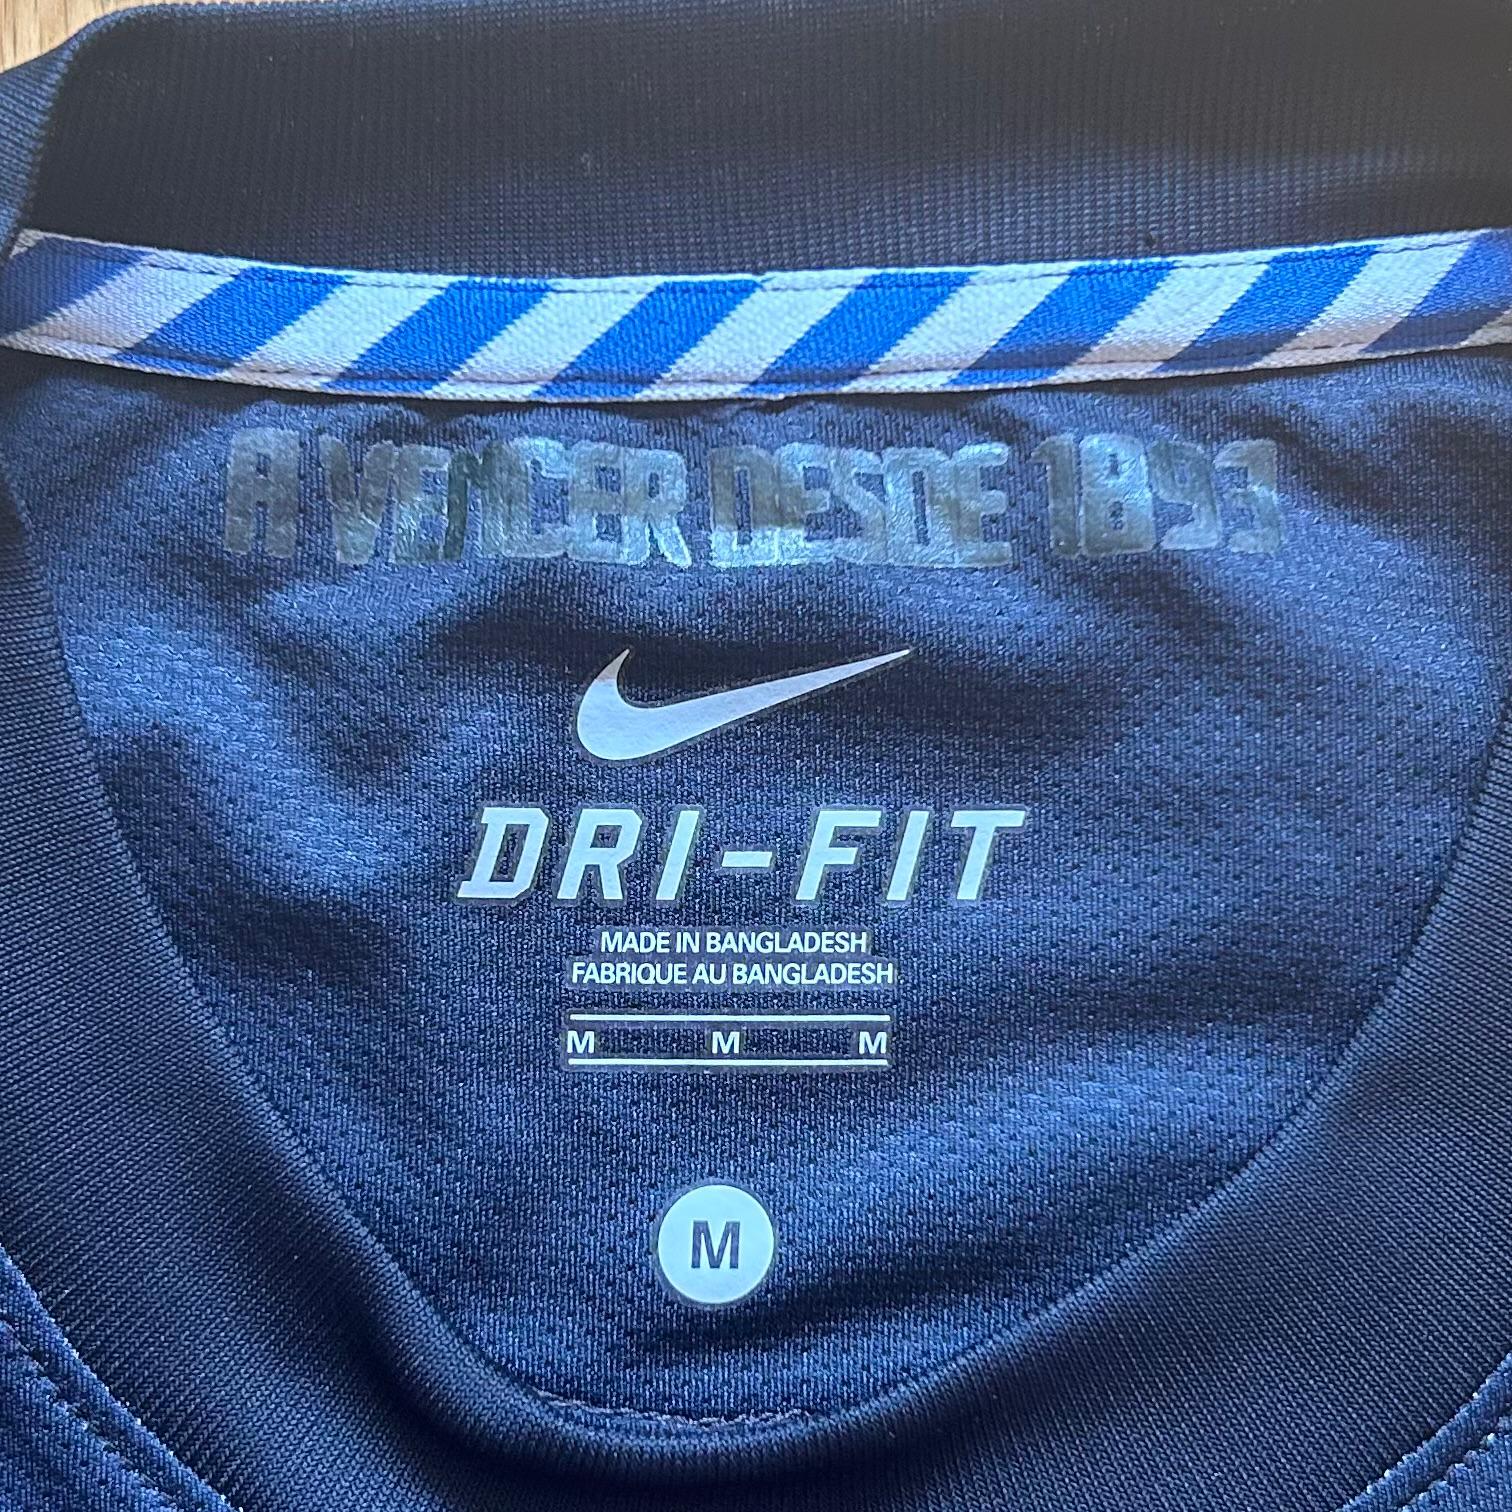 A VENCER DESDE 1893
DRI-FIT
MADE IN BANGLADESH
FABRIQUE AU BANGLADESH
M M M
M